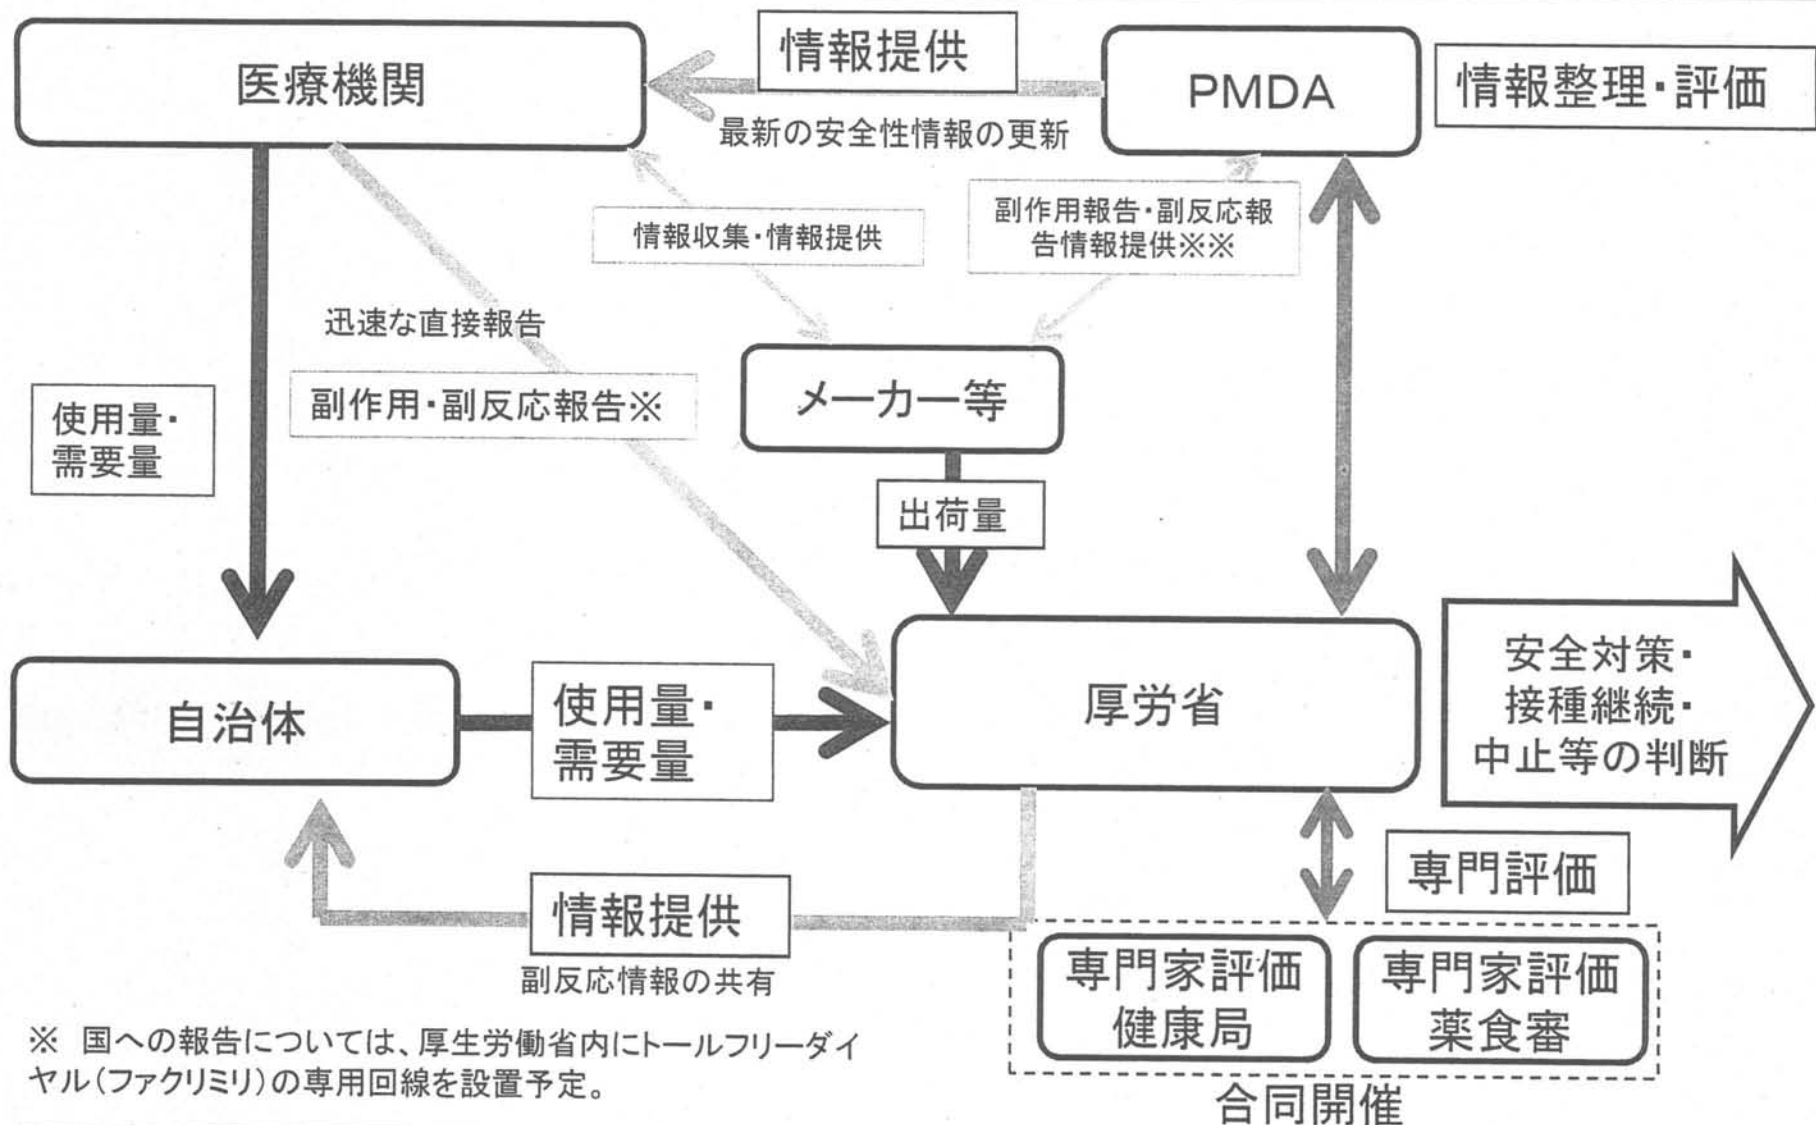 医療機関
情報提供
PMDA
情報整理・評価
最新の安全性情報の更新
情報収集・情報提供
副作用報告・副反応報
告情報提供※※
迅速な直接報告
副作用・副反応報告※
メーカー等
使用量・
需要量
出荷量
自治体
使用量・
需要量
厚労省
安全対策・
接種継続・
中止等の判断
情報提供
副反応情報の共有
専門評価
専門家評価
健康局
専門家評価
薬食審
合同開催
※ 国への報告については、厚生労働省内にトールフリーダイ
ヤル(ファクリミリ)の専用回線を設置予定。